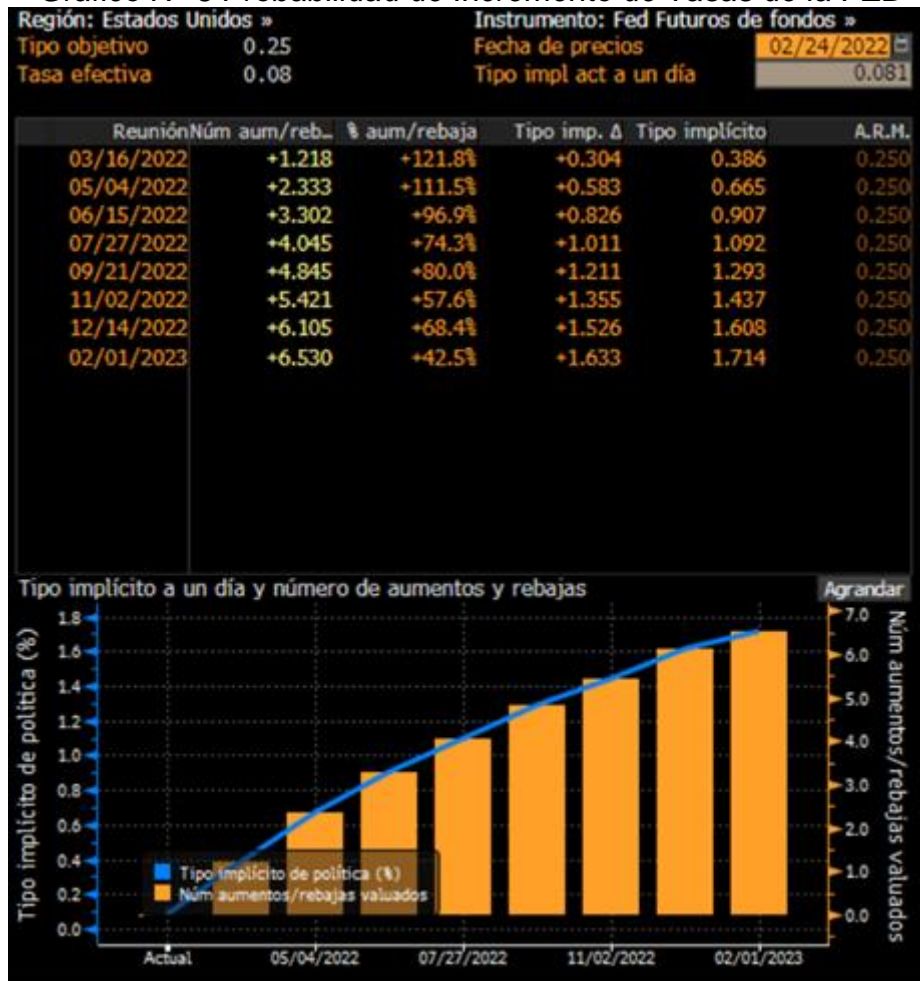 Región: Estados Unidos » Instrumento: Fed Futuros de fondos »
Tipo objetivo 0.25 Fecha de precios 02/24/2022
Tasa efectiva 0.08 Tipo impl act a un día 0.081
Reunión Núm aum/reb… % aum/rebaja Tipo imp. Δ Tipo implícito A.R.M.
03/16/2022 +1.218 +121.8% +0.304 0.386 0.250
05/04/2022 +2.333 +111.5% +0.583 0.665 0.250
06/15/2022 +3.302 +96.9% +0.826 0.907 0.250
07/27/2022 +4.045 +74.3% +1.011 1.092 0.250
09/21/2022 +4.845 +80.0% +1.211 1.293 0.250
11/02/2022 +5.421 +57.6% +1.355 1.437 0.250
12/14/2022 +6.105 +68.4% +1.526 1.608 0.250
02/01/2023 +6.530 +42.5% +1.633 1.714 0.250
Tipo implícito a un día y número de aumentos y rebajas Agrandar
Tipo implícito de política (%)
1.8
1.6
1.4
1.2
1.0
0.8
0.6
0.4
0.2
0.0
Tipo implícito de política (%)
Núm aumentos/rebajas valuados
7.0
6.0
5.0
4.0
3.0
2.0
1.0
0.0
Núm aumentos/rebajas valuados
Actual 05/04/2022 07/27/2022 11/02/2022 02/01/2023